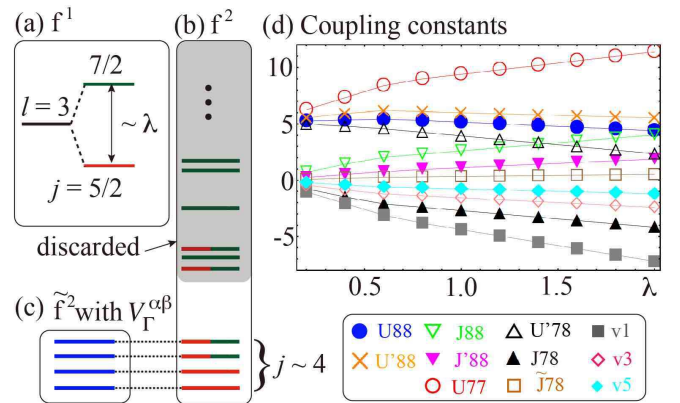 (a) f¹
7/2
l = 3
~ λ
j = 5/2
(b) f²
discarded
(c) f̃² with V_Γ^αβ
j ~ 4
(d) Coupling constants
10
5
0
-5
0.5 1.0 1.5 λ
U88 J88 U'78 v1
U'88 J'88 J78 v3
U77 J̃78 v5